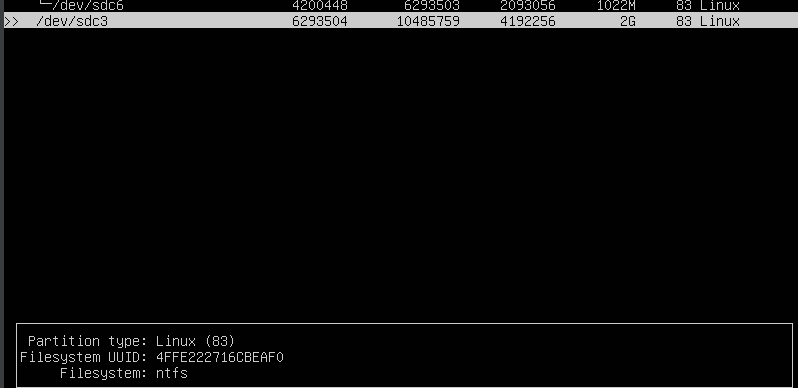 └─/dev/sdc6 4200448 6293503 2093056 1022M 83 Linux
>> /dev/sdc3 6293504 10485759 4192256 2G 83 Linux
Partition type: Linux (83)
Filesystem UUID: 4FFE222716CBEAF0
Filesystem: ntfs